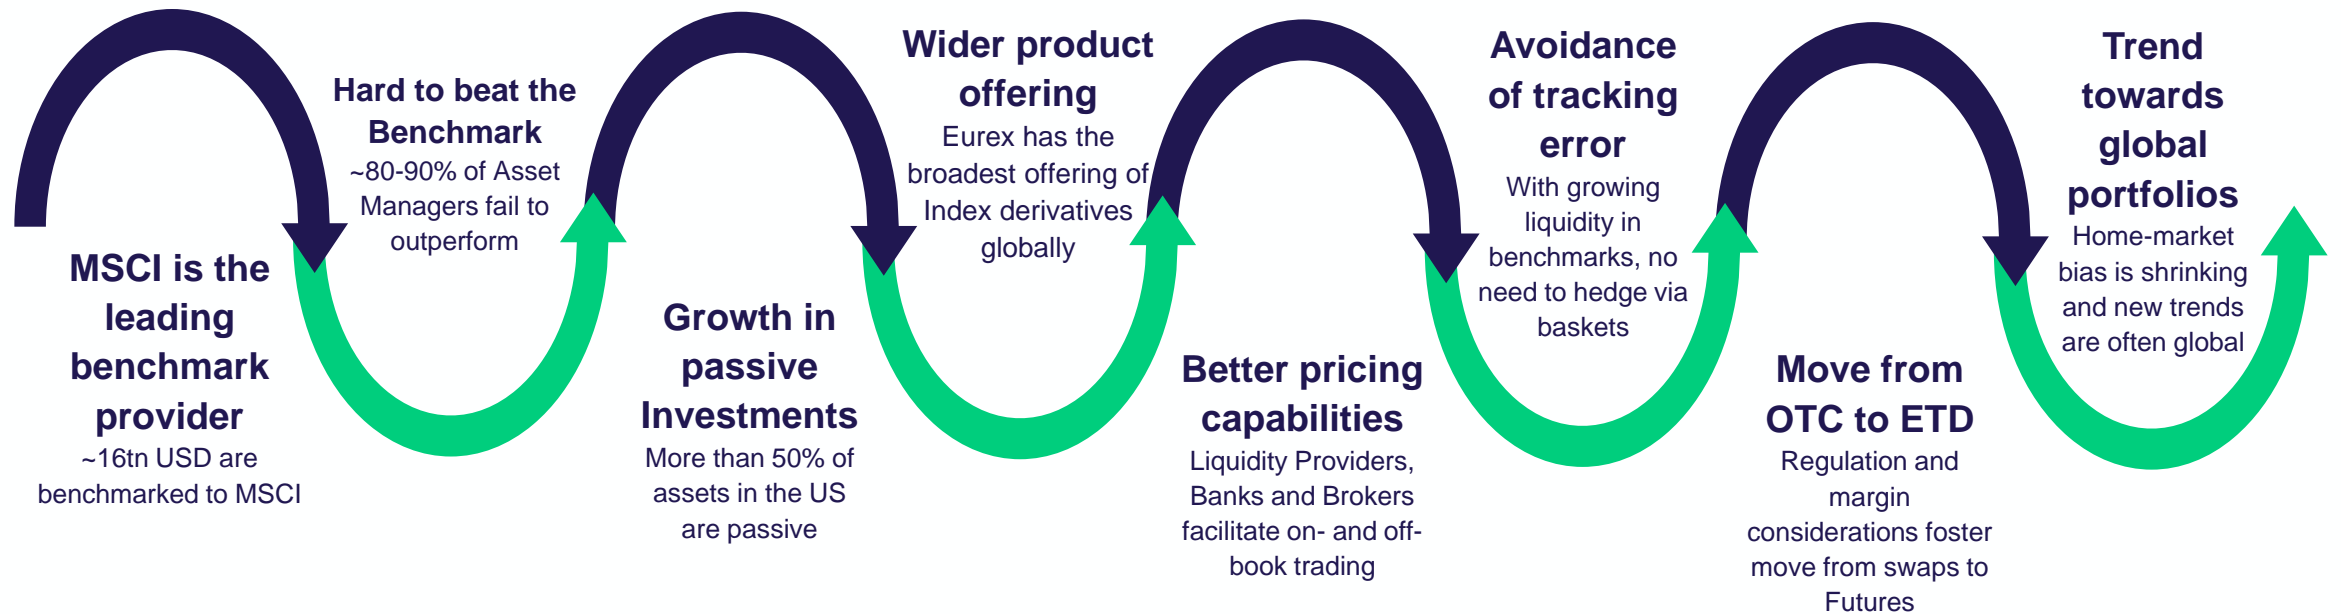 MSCI is the
leading
benchmark
provider
~16tn USD are
benchmarked to MSCI
Hard to beat the
Benchmark
~80-90% of Asset
Managers fail to
outperform
Growth in
passive
Investments
More than 50% of
assets in the US
are passive
Wider product
offering
Eurex has the
broadest offering of
Index derivatives
globally
Better pricing
capabilities
Liquidity Providers,
Banks and Brokers
facilitate on- and off-
book trading
Avoidance
of tracking
error
With growing
liquidity in
benchmarks, no
need to hedge via
baskets
Move from
OTC to ETD
Regulation and
margin
considerations foster
move from swaps to
Futures
Trend
towards
global
portfolios
Home-market
bias is shrinking
and new trends
are often global